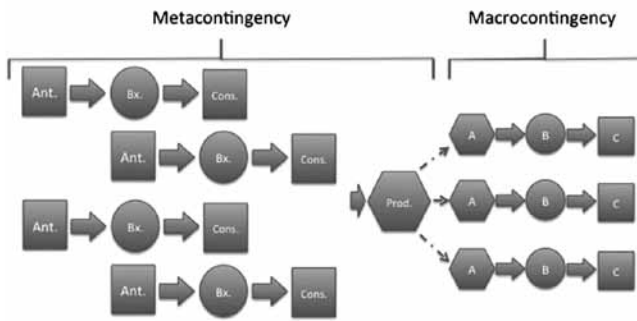 Metacontingency
Macrocontingency
Ant. Bx. Cons.
Ant. Bx. Cons.
Ant. Bx. Cons.
Ant. Bx. Cons.
Prod.
A B C
A B C
A B C